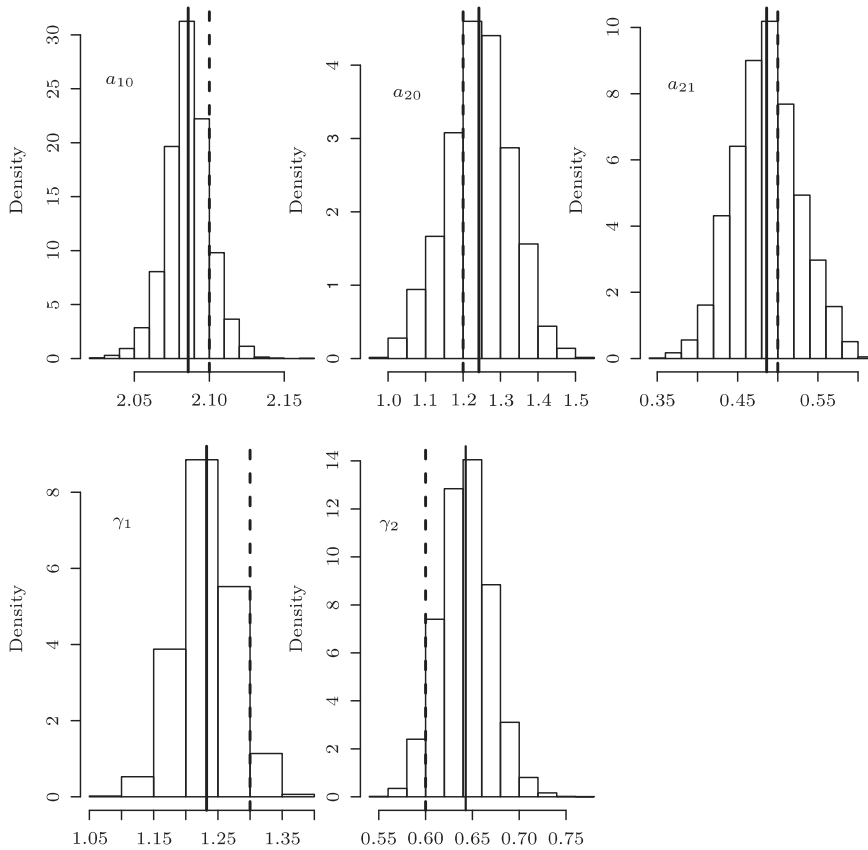 a₁₀
Density
0 5 10 15 20 25 30
2.05 2.10 2.15
a₂₀
Density
0 1 2 3 4
1.0 1.1 1.2 1.3 1.4 1.5
a₂₁
Density
0 2 4 6 8 10
0.35 0.45 0.55
γ₁
Density
0 2 4 6 8
1.05 1.15 1.25 1.35
γ₂
Density
0 2 4 6 8 10 12 14
0.55 0.60 0.65 0.70 0.75